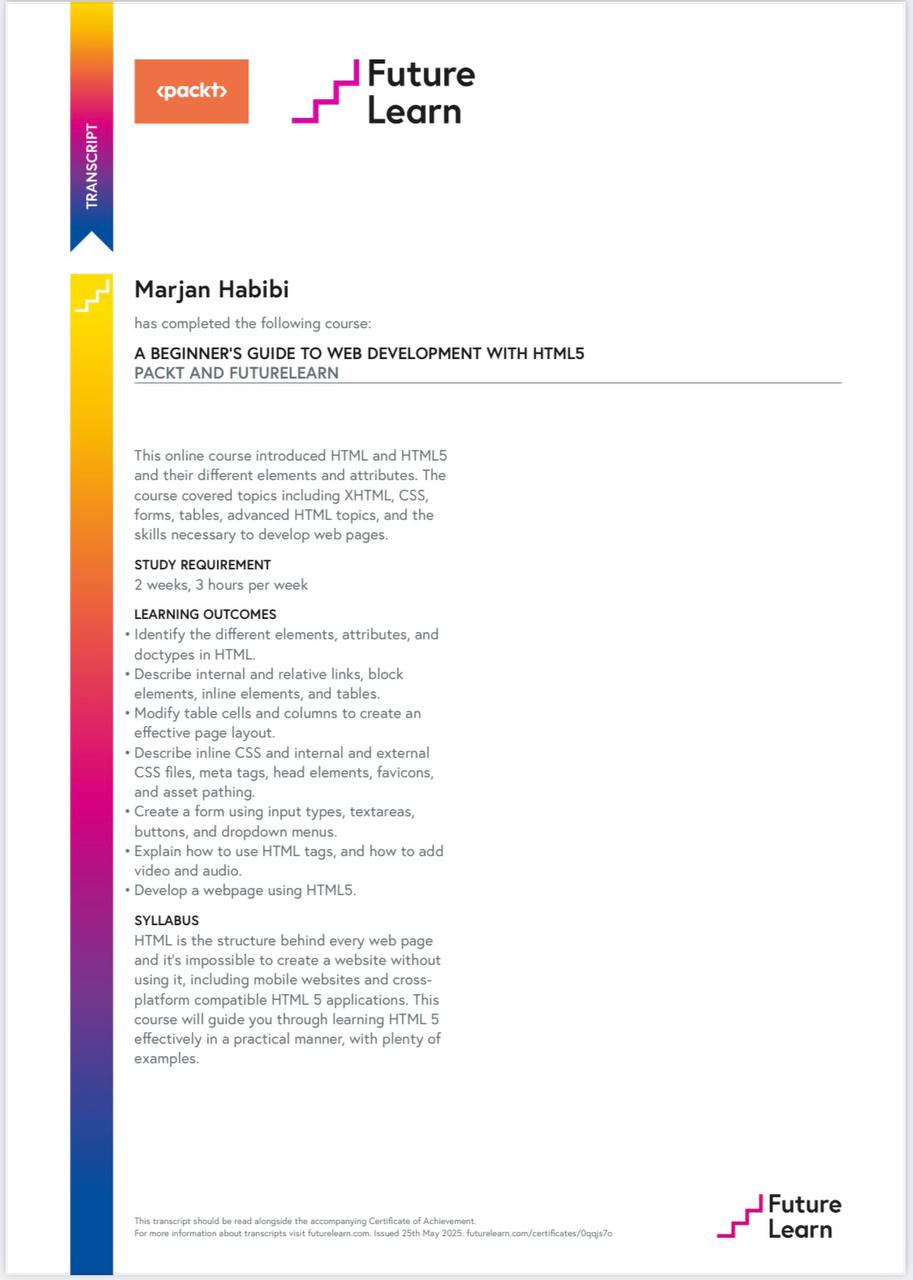 TRANSCRIPT
‹packt›
Future
Learn
Marjan Habibi
has completed the following course:
A BEGINNER'S GUIDE TO WEB DEVELOPMENT WITH HTML5
PACKT AND FUTURELEARN
This online course introduced HTML and HTML5
and their different elements and attributes. The
course covered topics including XHTML, CSS,
forms, tables, advanced HTML topics, and the
skills necessary to develop web pages.
STUDY REQUIREMENT
2 weeks, 3 hours per week
LEARNING OUTCOMES
• Identify the different elements, attributes, and
doctypes in HTML.
• Describe internal and relative links, block
elements, inline elements, and tables.
• Modify table cells and columns to create an
effective page layout.
• Describe inline CSS and internal and external
CSS files, meta tags, head elements, favicons,
and asset pathing.
• Create a form using input types, textareas,
buttons, and dropdown menus.
• Explain how to use HTML tags, and how to add
video and audio.
• Develop a webpage using HTML5.
SYLLABUS
HTML is the structure behind every web page
and it's impossible to create a website without
using it, including mobile websites and cross-
platform compatible HTML 5 applications. This
course will guide you through learning HTML 5
effectively in a practical manner, with plenty of
examples.
This transcript should be read alongside the accompanying Certificate of Achievement.
For more information about transcripts visit futurelearn.com. Issued 25th May 2025. futurelearn.com/certificates/0qqjs7o
Future
Learn